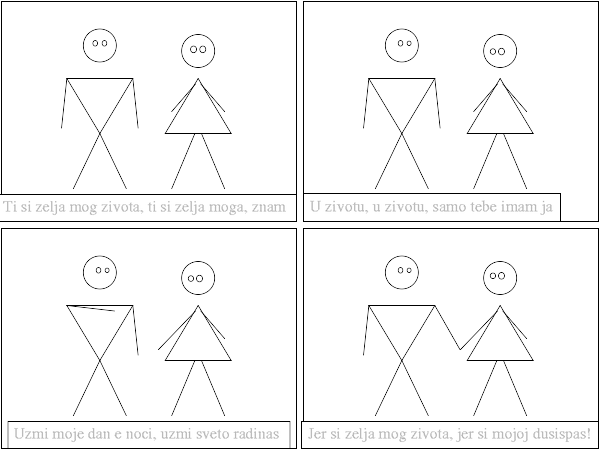 Ti si zelja mog zivota, ti si zelja moga, znam
U zivotu, u zivotu, samo tebe imam ja
Uzmi moje dan e noci, uzmi sveto radinas
Jer si zelja mog zivota, jer si mojoj dusispas!